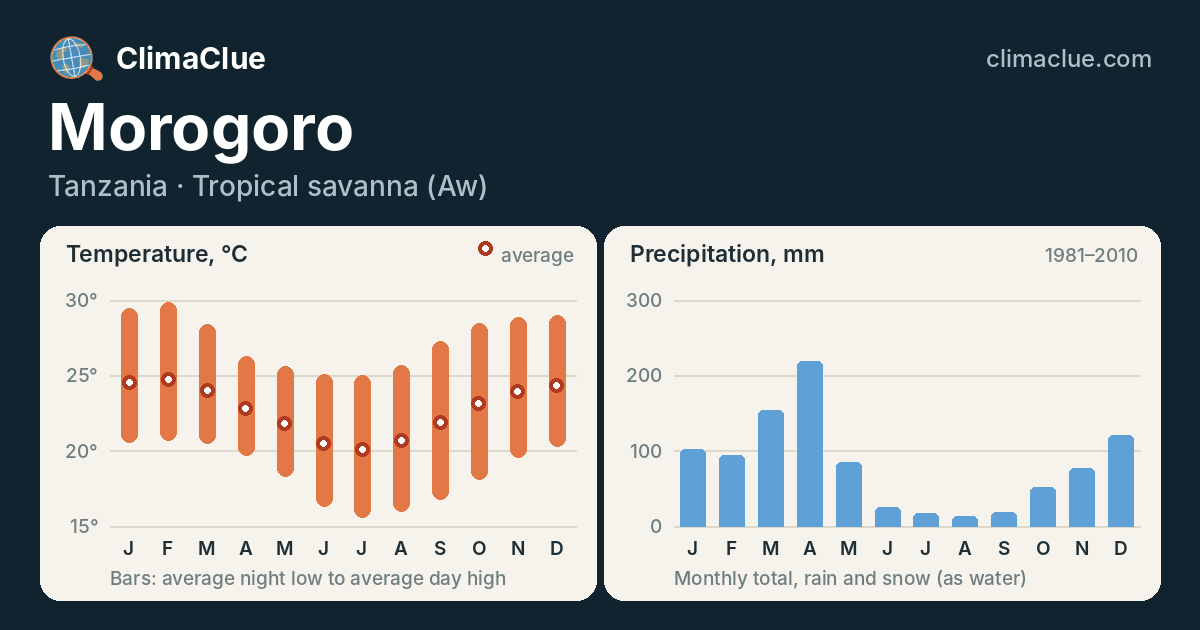 ClimaClue
climaclue.com
Morogoro
Tanzania · Tropical savanna (Aw)
Temperature, °C
average
30°
25°
20°
15°
J F M A M J J A S O N D
Bars: average night low to average day high
Precipitation, mm
1981–2010
300
200
100
0
J F M A M J J A S O N D
Monthly total, rain and snow (as water)